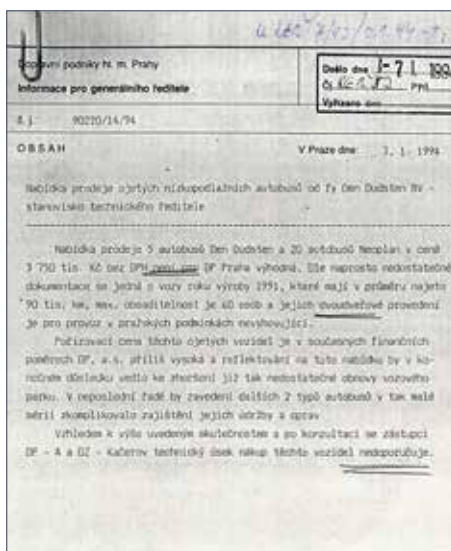 Dopravní podniky hl. m. Prahy
Informace pro generálního ředitele
Došlo dne
Č.
Příl.
Vyřízeno dne
č. j. 90220/14/94
OBSAH
V Praze dne: 3. 1. 1994
Nabídka prodeje ojetých nízkopodlažních autobusů od fy Den Oudsten BV -
stanovisko technického ředitele
Nabídka prodeje 5 autobusů Den Oudsten a 20 autobusů Neoplan v ceně
3 750 tis. Kč bez DPH není pro DP Praha výhodná. Dle naprosto nedostatečné
dokumentace se jedná o vozy roku výroby 1991, které mají v průměru najeto
90 tis. km, max. obsaditelnost je 60 osob a jejich dvoudveřové provedení
je pro provoz v pražských podmínkách nevyhovující.
Pořizovací cena těchto ojetých vozidel je v současných finančních
poměrech DP, a.s. příliš vysoká a reflektování na tuto nabídku by v ko-
nečném důsledku vedlo ke zhoršení již tak nedostatečné obnovy vozového
parku. V neposlední řadě by zavedení dalších 2 typů autobusů v tak malé
sérii zkomplikovalo zajištění jejich údržby a oprav
Vzhledem k výše uvedeným skutečnostem a po konzultaci se zástupci
DP - A a DZ - Kačerov technický úsek nákup těchto vozidel nedoporučuje.